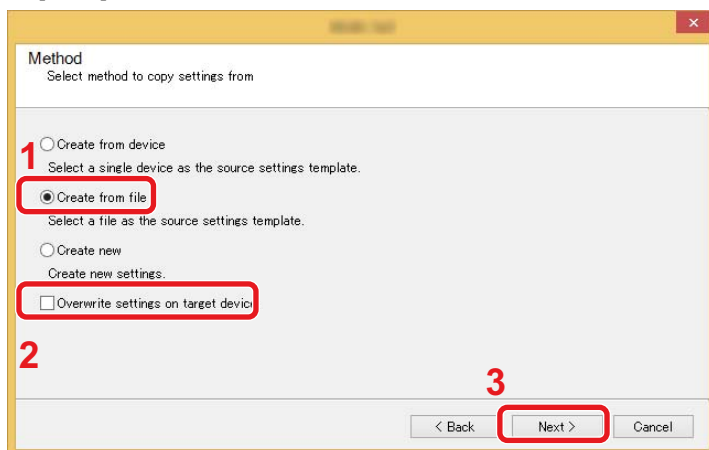 Method
Select method to copy settings from
Create from device
1
Select a single device as the source settings template.
Create from file
Select a file as the source settings template.
Create new
Create new settings.
Overwrite settings on target device
2
3
< Back Next > Cancel